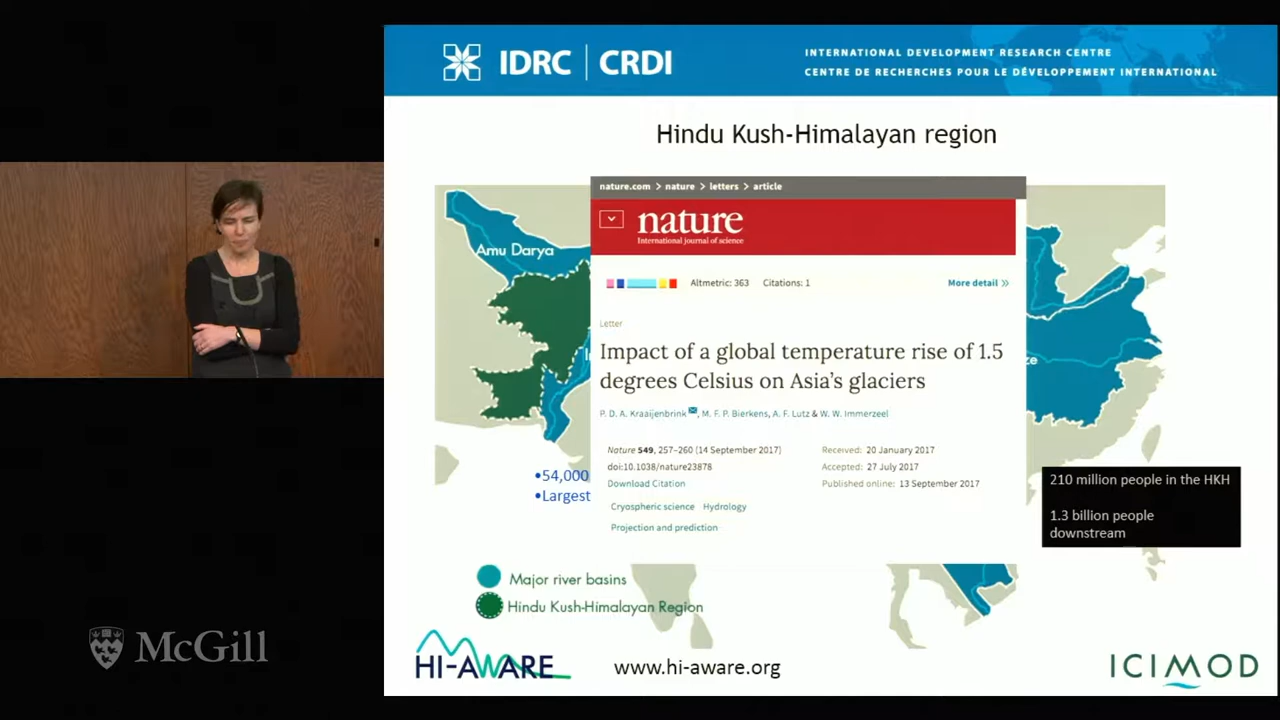 IDRC | CRDI
INTERNATIONAL DEVELOPMENT RESEARCH CENTRE
CENTRE DE RECHERCHES POUR LE DÉVELOPPEMENT INTERNATIONAL
Hindu Kush-Himalayan region
nature.com > nature > letters > article
nature
International journal of science
Amu Darya
Altmetric: 363 Citations: 1 More detail »
Letter
Impact of a global temperature rise of 1.5
degrees Celsius on Asia's glaciers
P. D. A. Kraaijenbrink, M. F. P. Bierkens, A. F. Lutz & W. W. Immerzeel
Nature 549, 257–260 (14 September 2017)
doi:10.1038/nature23878
Download Citation
Received: 20 January 2017
Accepted: 27 July 2017
Published online: 13 September 2017
Cryospheric science Hydrology
Projection and prediction
•54,000
•Largest
210 million people in the HKH
1.3 billion people
downstream
Major river basins
Hindu Kush-Himalayan Region
McGill
HI-AWARE
www.hi-aware.org
ICIMOD